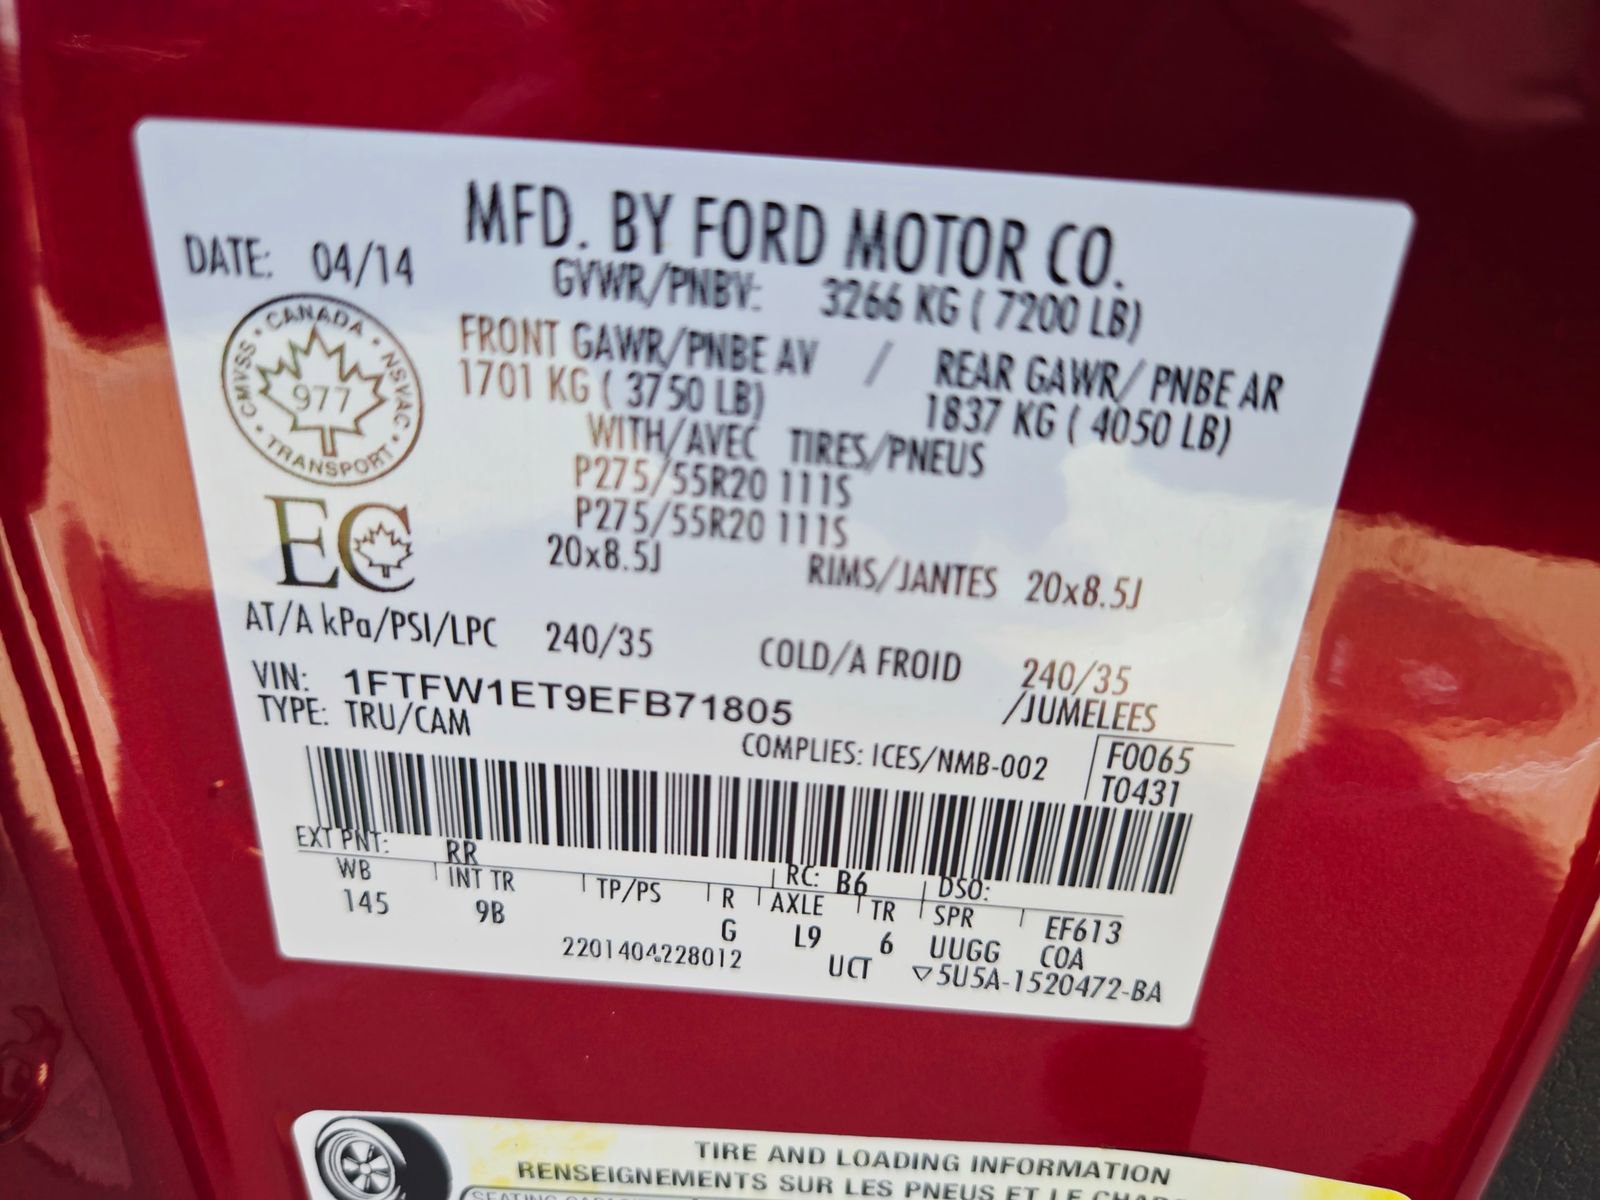 MFD. BY FORD MOTOR CO.
DATE: 04/14
GVWR/PNBV: 3266 KG ( 7200 LB)
FRONT GAWR/PNBE AV / REAR GAWR/ PNBE AR
1701 KG ( 3750 LB) 1837 KG ( 4050 LB)
WITH/AVEC TIRES/PNEUS
P275/55R20 111S
P275/55R20 111S
20x8.5J RIMS/JANTES 20x8.5J
CANADA
CMVSS 977 NSVAC
TRANSPORT
EC
AT/A kPa/PSI/LPC 240/35 COLD/A FROID 240/35
/JUMELEES
VIN: 1FTFW1ET9EFB71805
TYPE: TRU/CAM
COMPLIES: ICES/NMB-002
F0065
T0431
EXT PNT: RR RC: B6 DSO:
WB INT TR TP/PS R AXLE TR SPR EF613
145 9B G L9 6 UUGG COA
2201404228012 UCT ▽5U5A-1520472-BA
TIRE AND LOADING INFORMATION
RENSEIGNEMENTS SUR LES PNEUS ET LE